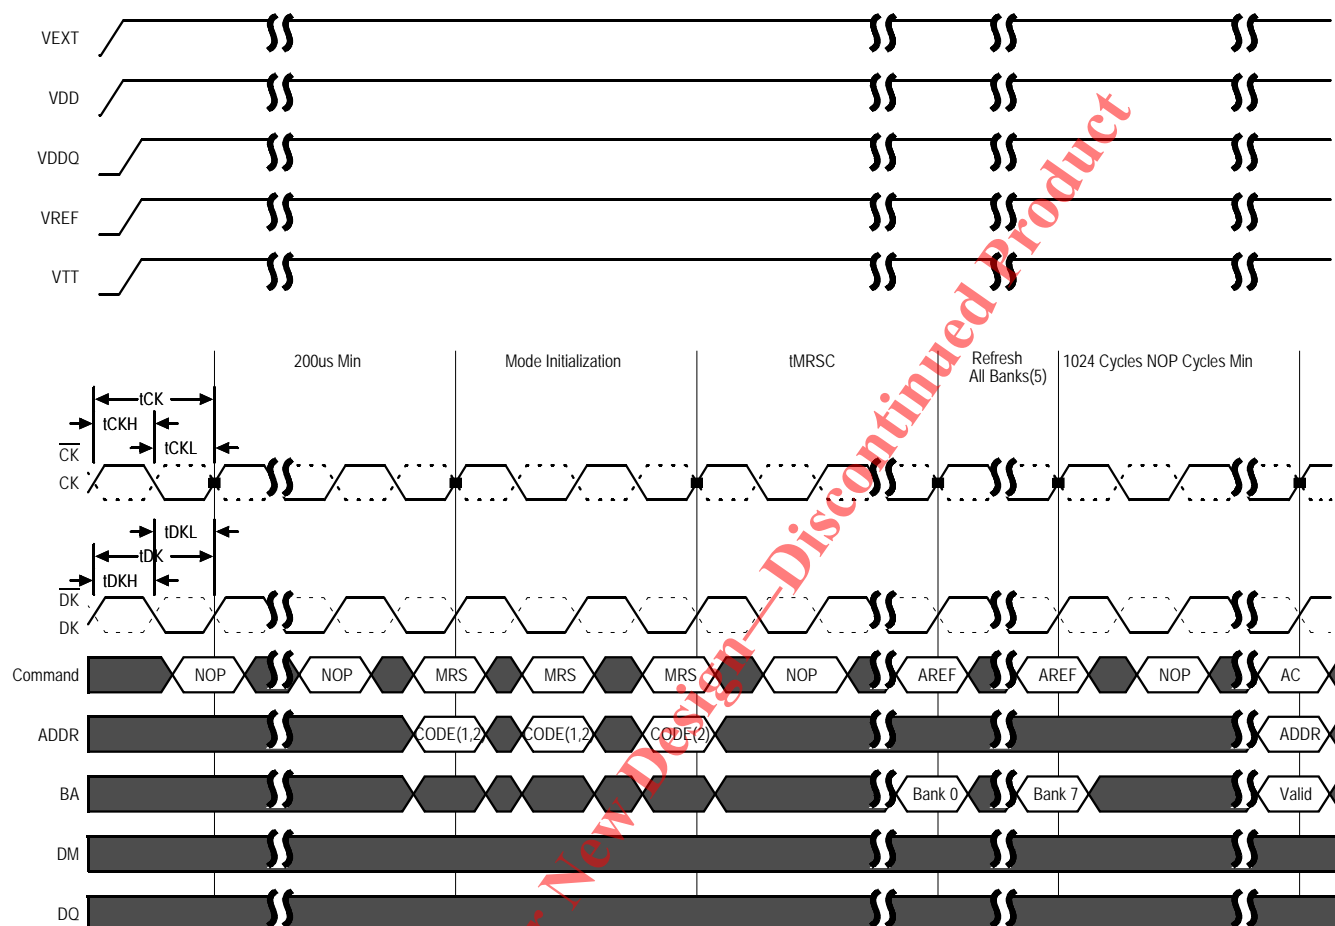 VEXT
VDD
VDDQ
VREF
VTT
200us Min
Mode Initialization
tMRSC
Refresh
All Banks(5)
1024 Cycles NOP Cycles Min
tCK
tCKH
tCKL
CK
CK
tDKL
tDK
tDKH
DK
DK
Command NOP NOP MRS MRS MRS NOP AREF AREF NOP AC
ADDR CODE(1,2 CODE(1,2 CODE(2) ADDR
BA Bank 0 Bank 7 Valid
DM
DQ
New Design—Discontinued Product